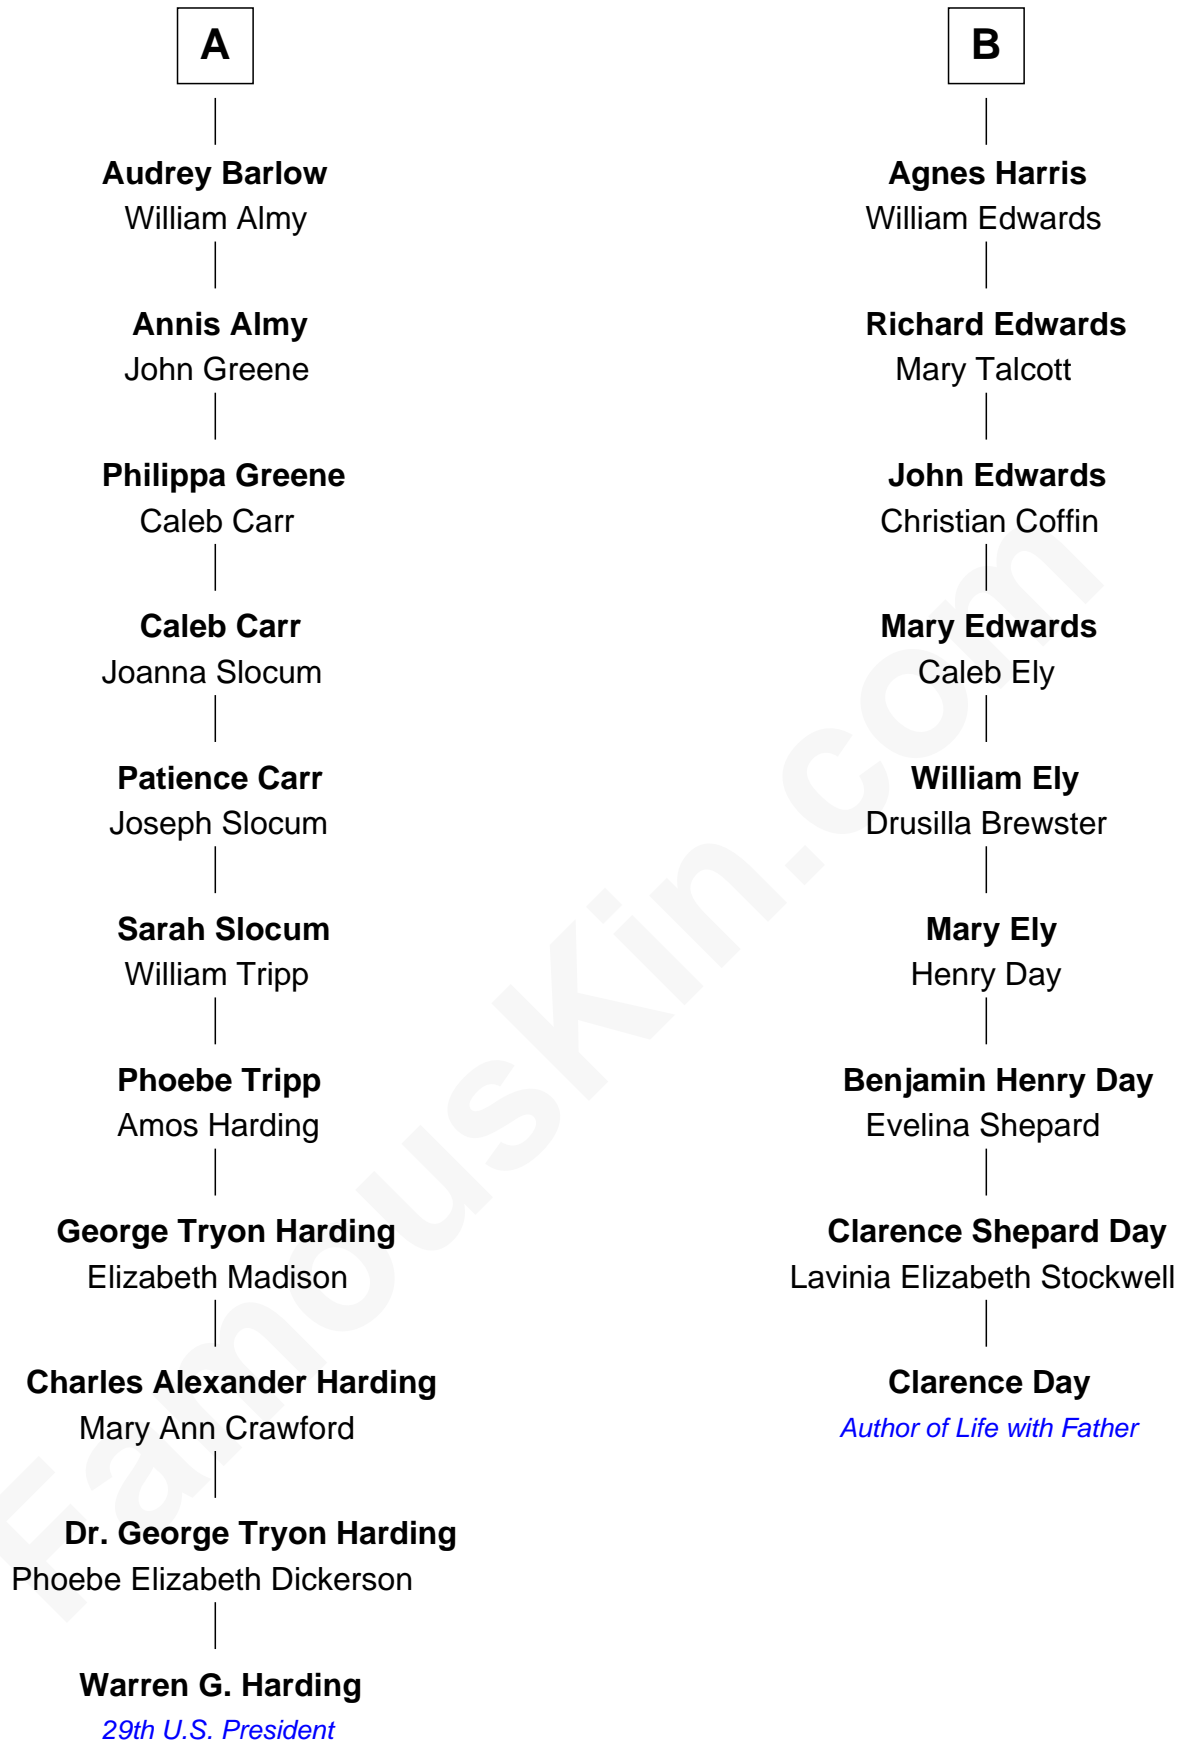 A
Audrey Barlow
William Almy
Annis Almy
John Greene
Philippa Greene
Caleb Carr
Caleb Carr
Joanna Slocum
Patience Carr
Joseph Slocum
Sarah Slocum
William Tripp
Phoebe Tripp
Amos Harding
George Tryon Harding
Elizabeth Madison
Charles Alexander Harding
Mary Ann Crawford
Dr. George Tryon Harding
Phoebe Elizabeth Dickerson
Warren G. Harding
29th U.S. President
B
Agnes Harris
William Edwards
Richard Edwards
Mary Talcott
John Edwards
Christian Coffin
Mary Edwards
Caleb Ely
William Ely
Drusilla Brewster
Mary Ely
Henry Day
Benjamin Henry Day
Evelina Shepard
Clarence Shepard Day
Lavinia Elizabeth Stockwell
Clarence Day
Author of Life with Father
FamousKin.com